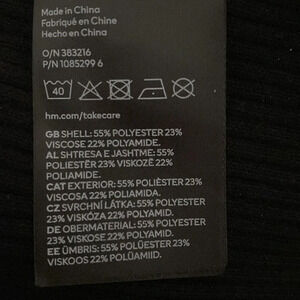 Made in China
Fabriqué en Chine
Hecho en China
O/N 383216
P/N 1085299 6
40
hm.com/takecare
GB SHELL: 55% POLYESTER 23%
VISCOSE 22% POLYAMIDE.
AL SHTRESA E JASHTME: 55%
POLIESTËR 23% VISKOZË 22%
POLIAMIDE.
CAT EXTERIOR: 55% POLIÈSTER 23%
VISCOSA 22% POLIAMIDA.
CZ SVRCHNÍ LÁTKA: 55% POLYESTER
23% VISKÓZA 22% POLYAMID.
DE OBERMATERIAL: 55% POLYESTER
23% VISKOSE 22% POLYAMID.
EE ÜMBRIS: 55% POLÜESTER 23%
VISKOOS 22% POLÜAMIID.